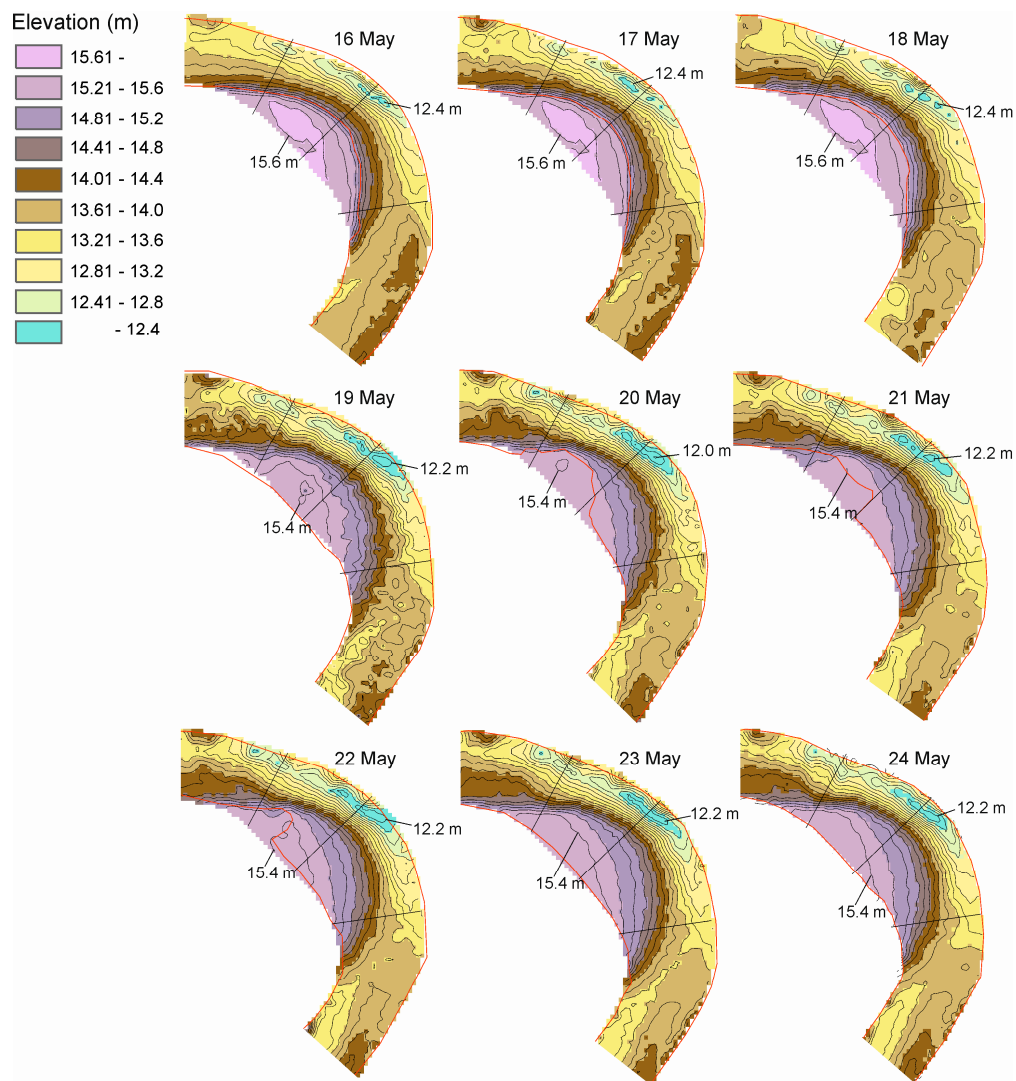 Elevation (m)
15.61 -
15.21 - 15.6
14.81 - 15.2
14.41 - 14.8
14.01 - 14.4
13.61 - 14.0
13.21 - 13.6
12.81 - 13.2
12.41 - 12.8
- 12.4
16 May
12.4 m
15.6 m
17 May
12.4 m
15.6 m
18 May
12.4 m
15.6 m
19 May
12.2 m
15.4 m
20 May
12.0 m
15.4 m
21 May
12.2 m
15.4 m
22 May
12.2 m
15.4 m
23 May
12.2 m
15.4 m
24 May
12.2 m
15.4 m